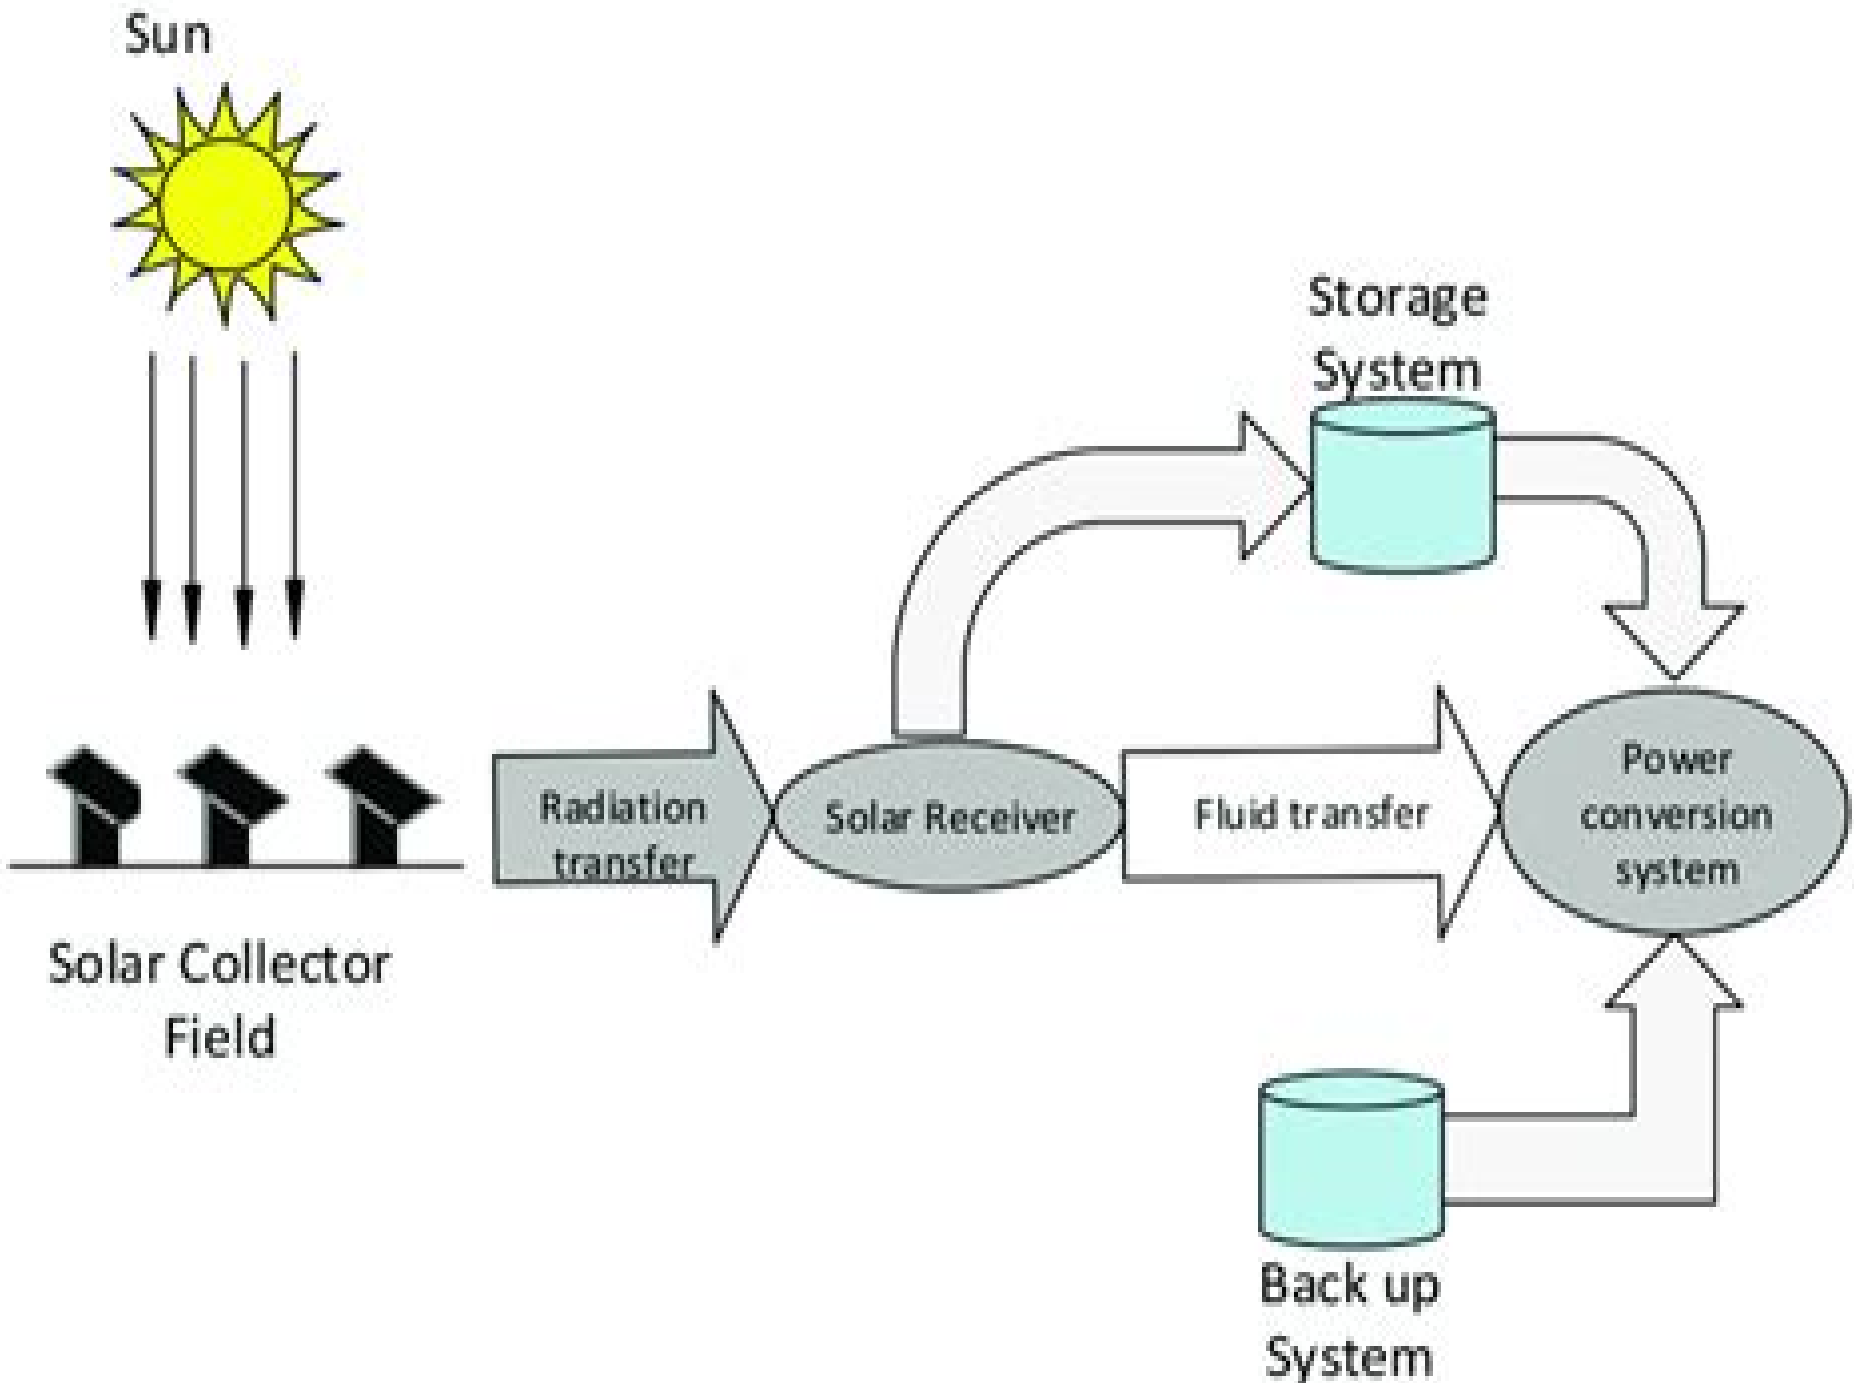 Sun
Storage
System
Radiation
transfer
Solar Receiver
Fluid transfer
Power
conversion
system
Solar Collector
Field
Back up
System